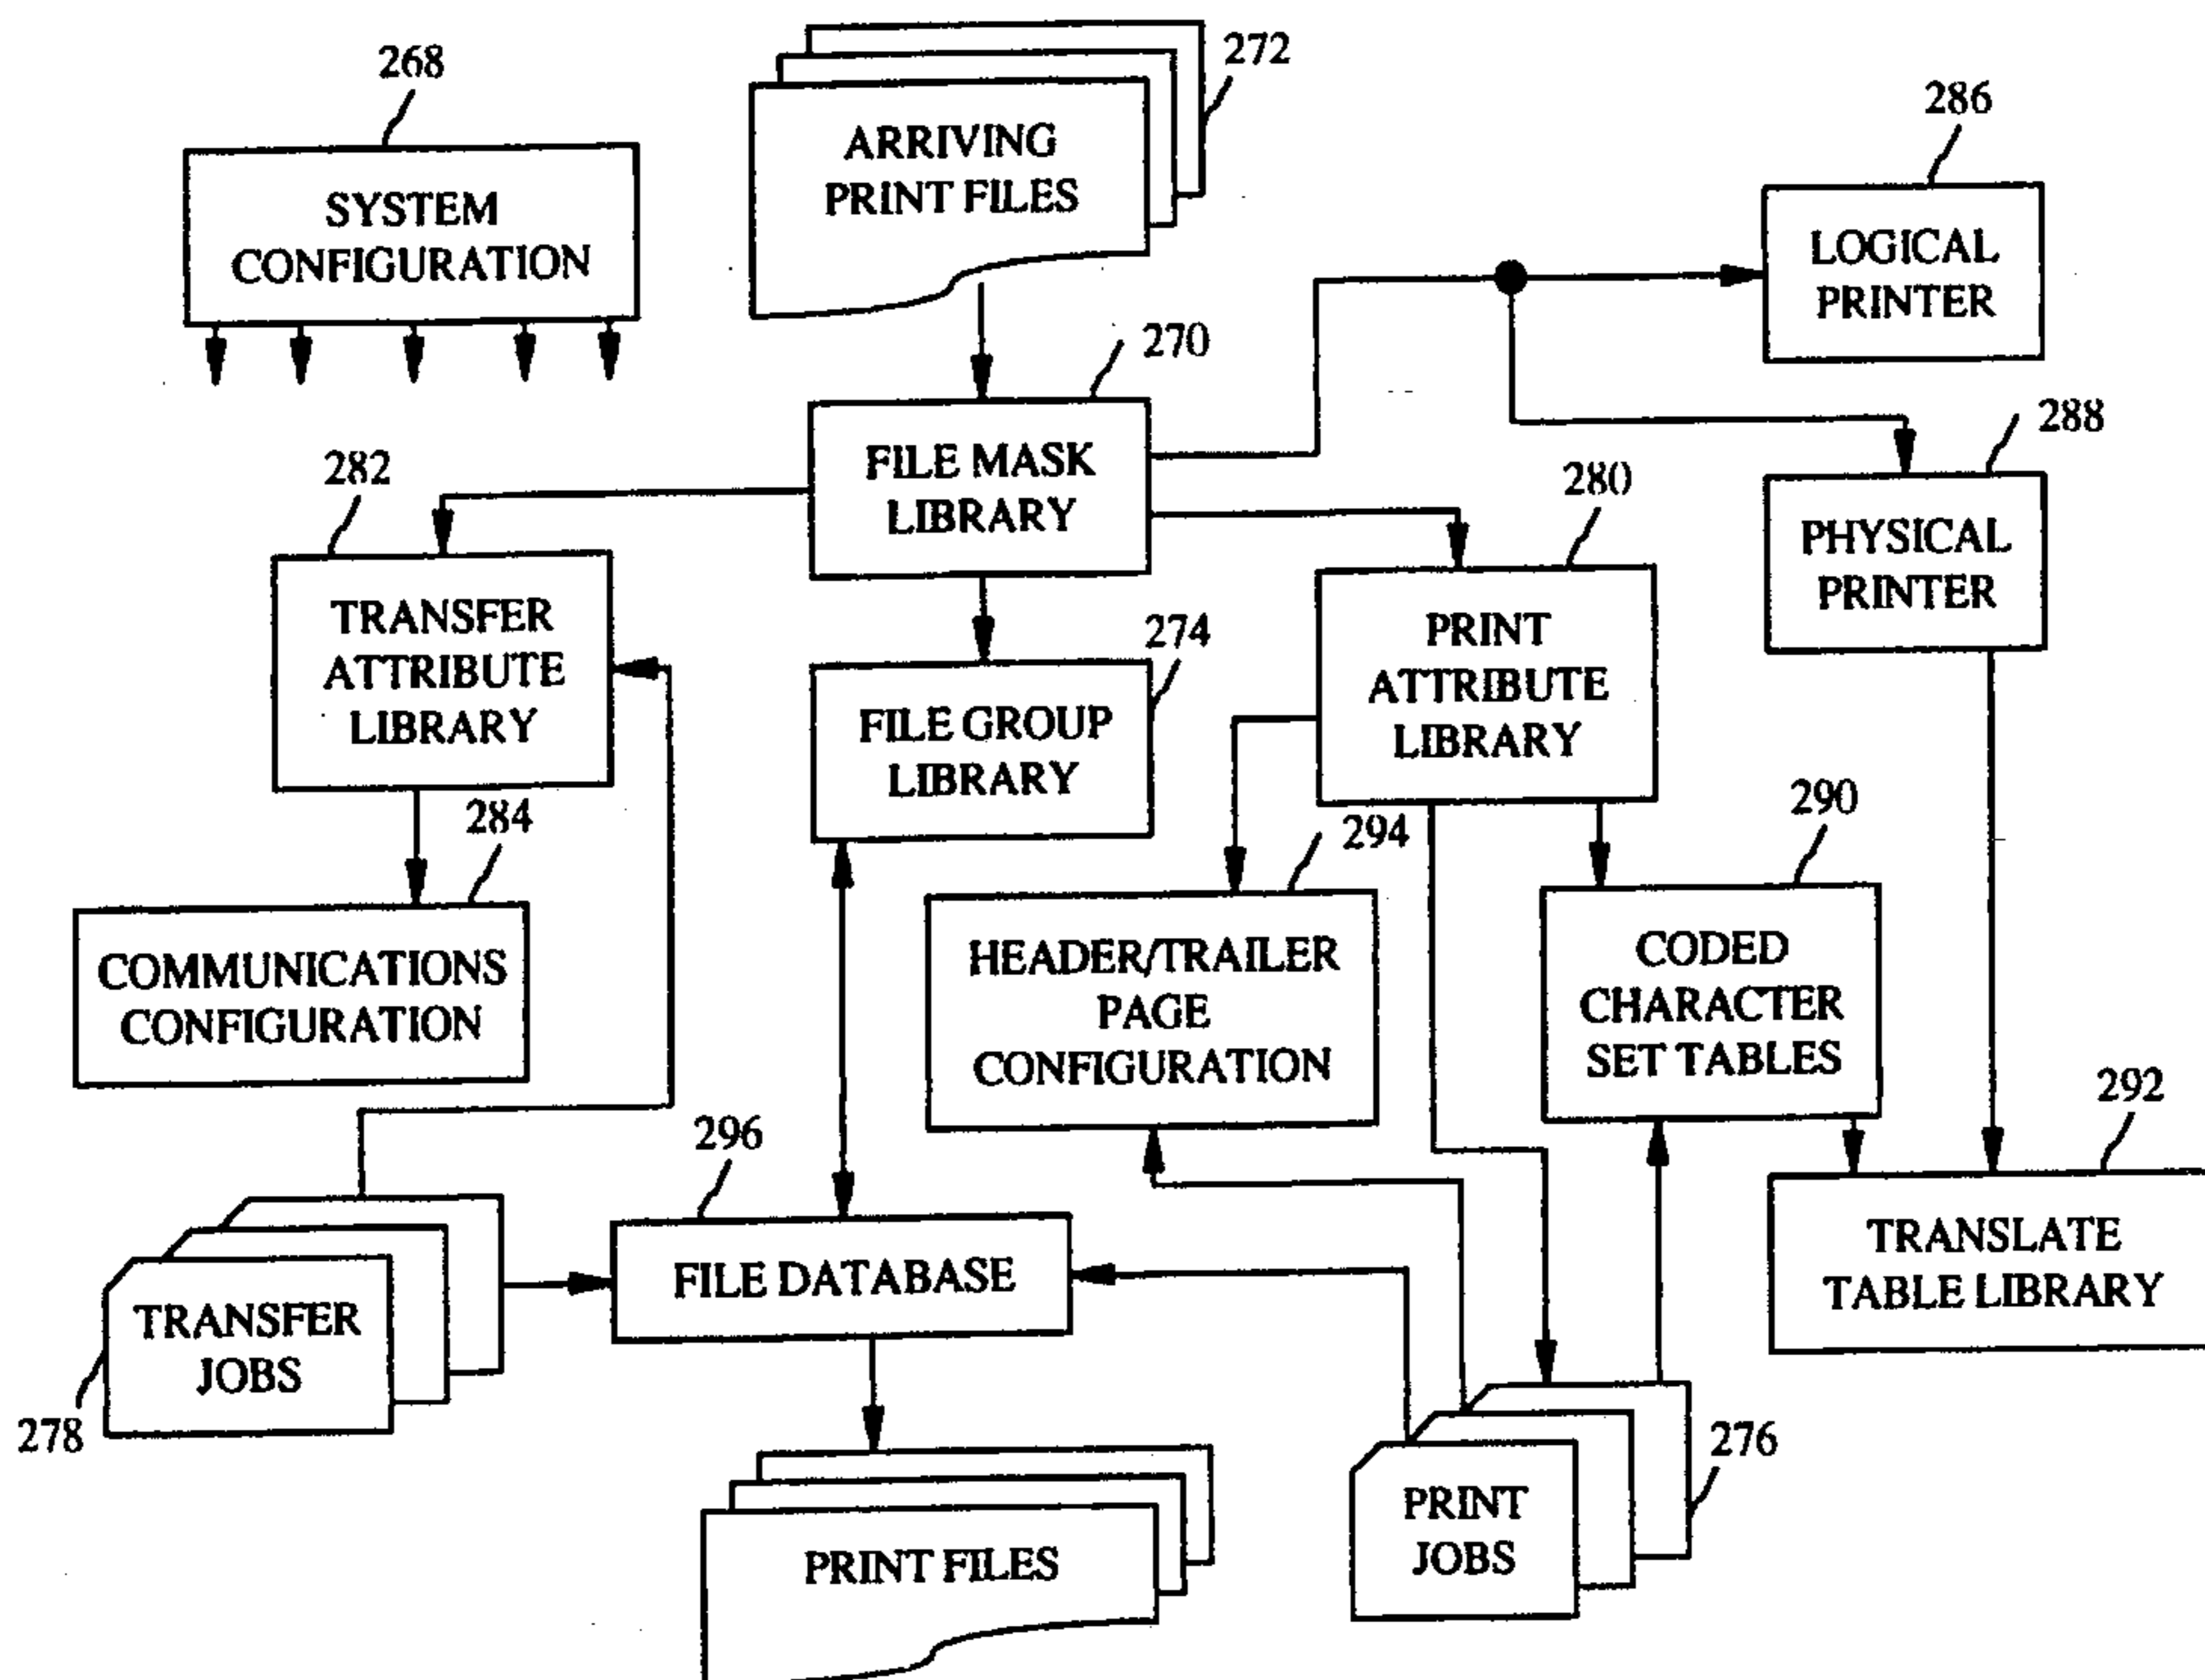 268
272
286
ARRIVING
PRINT FILES
SYSTEM
CONFIGURATION
LOGICAL
PRINTER
270
288
282
FILE MASK
LIBRARY
280
PHYSICAL
PRINTER
TRANSFER
ATTRIBUTE
LIBRARY
274
PRINT
ATTRIBUTE
LIBRARY
FILE GROUP
LIBRARY
284
294
290
COMMUNICATIONS
CONFIGURATION
HEADER/TRAILER
PAGE
CONFIGURATION
CODED
CHARACTER
SET TABLES
296
292
FILE DATABASE
TRANSLATE
TABLE LIBRARY
TRANSFER
JOBS
278
276
PRINT
JOBS
PRINT FILES